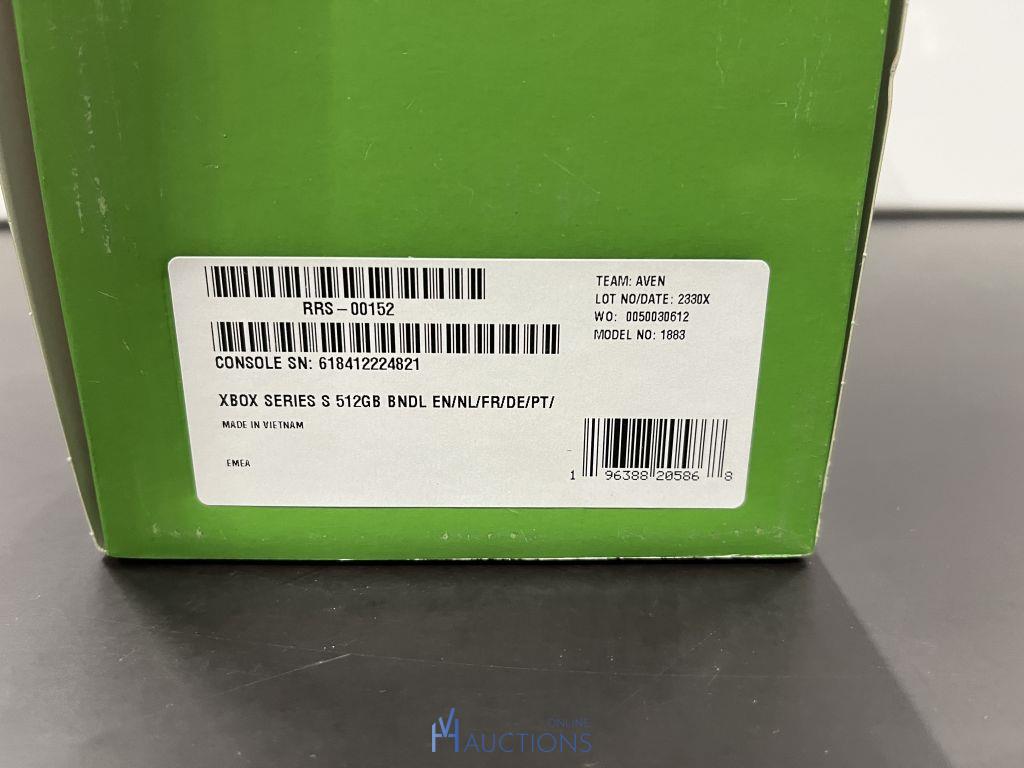 RRS-00152
CONSOLE SN: 618412224821
XBOX SERIES S 512GB BNDL EN/NL/FR/DE/PT/
MADE IN VIETNAM
EMEA
TEAM: AVEN
LOT NO/DATE: 2330X
WO: 0050030612
MODEL NO: 1883
1 96388 20586 8
HVA ONLINE
AUCTIONS